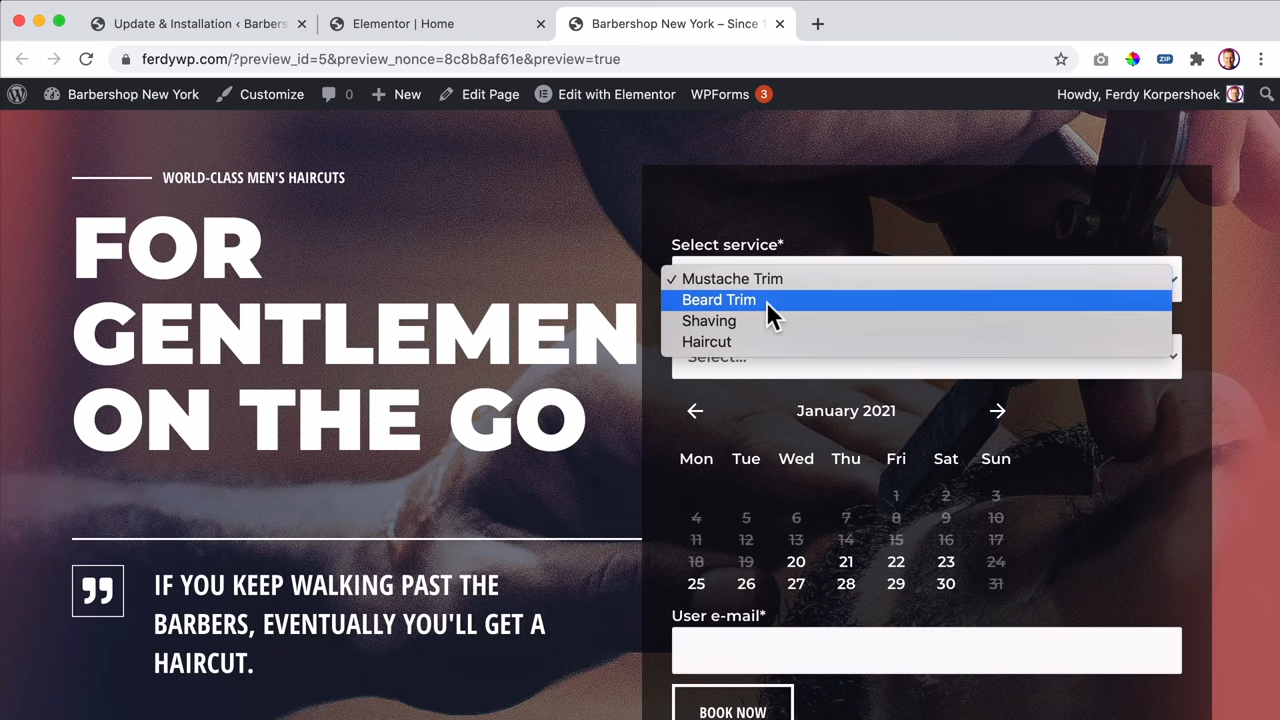 Update & Installation ‹ Barbers
Elementor | Home
Barbershop New York – Since 1
ferdywp.com/?preview_id=5&preview_nonce=8c8b8af61e&preview=true
ZIP
Barbershop New York
Customize
0
New
Edit Page
Edit with Elementor
WPForms 3
Howdy, Ferdy Korpershoek
WORLD-CLASS MEN'S HAIRCUTS
FOR
GENTLEMEN
ON THE GO
IF YOU KEEP WALKING PAST THE
BARBERS, EVENTUALLY YOU'LL GET A
HAIRCUT.
Select service*
✓ Mustache Trim
Beard Trim
Shaving
Haircut
Select...
January 2021
Mon Tue Wed Thu Fri Sat Sun
1 2 3
4 5 6 7 8 9 10
11 12 13 14 15 16 17
18 19 20 21 22 23 24
25 26 27 28 29 30 31
User e-mail*
BOOK NOW